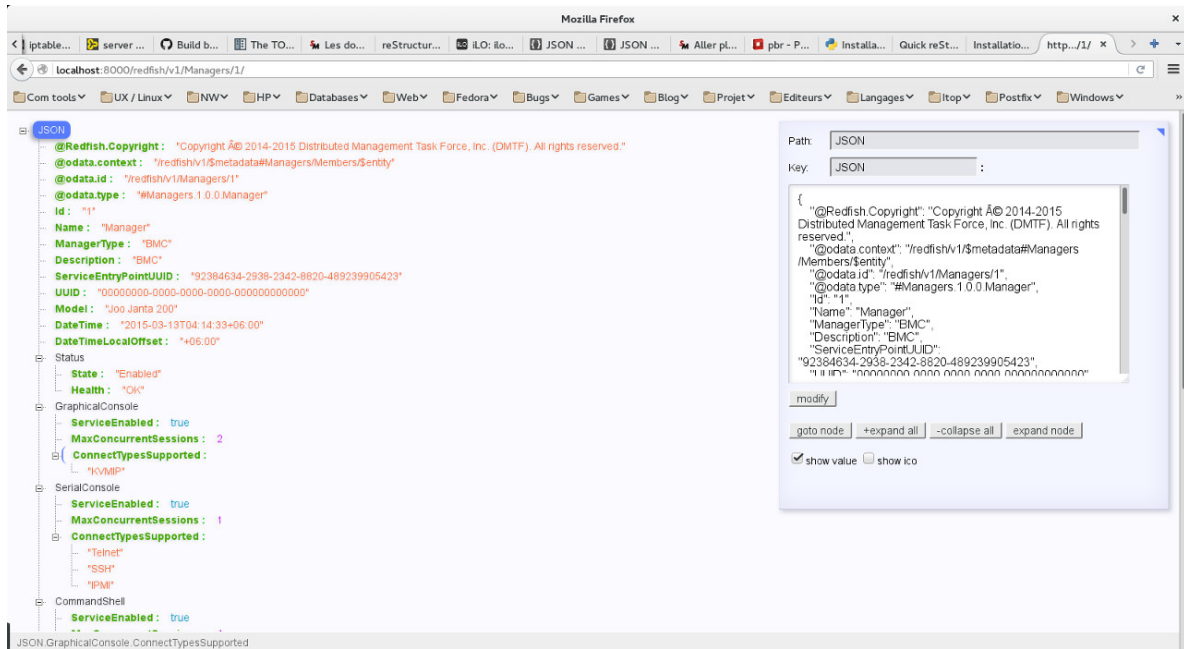 Mozilla Firefox ×
< iptable... server ... Build b... The TO... Les do... reStructur... iLO: ilo... JSON ... JSON ... Aller pl... pbr - P... Installa... Quick reSt... Installatio... http.../1/ × >
localhost:8000/redfish/v1/Managers/1/
Com tools UX / Linux NW HP Databases Web Fedora Bugs Games Blog Projet Editeurs Langages Itop Postfix Windows »
JSON
@Redfish.Copyright : "Copyright Â© 2014-2015 Distributed Management Task Force, Inc. (DMTF). All rights reserved."
@odata.context : "/redfish/v1/$metadata#Managers/Members/$entity"
@odata.id : "/redfish/v1/Managers/1"
@odata.type : "#Managers.1.0.0.Manager"
Id : "1"
Name : "Manager"
ManagerType : "BMC"
Description : "BMC"
ServiceEntryPointUUID : "92384634-2938-2342-8820-489239905423"
UUID : "00000000-0000-0000-0000-000000000000"
Model : "Joo Janta 200"
DateTime : "2015-03-13T04:14:33+06:00"
DateTimeLocalOffset : "+06:00"
Status
State : "Enabled"
Health : "OK"
GraphicalConsole
ServiceEnabled : true
MaxConcurrentSessions : 2
ConnectTypesSupported :
"KVMIP"
SerialConsole
ServiceEnabled : true
MaxConcurrentSessions : 1
ConnectTypesSupported :
"Telnet"
"SSH"
"IPMI"
CommandShell
ServiceEnabled : true
JSON.GraphicalConsole.ConnectTypesSupported
Path: JSON
Key: JSON :
{
"@Redfish.Copyright": "Copyright Â© 2014-2015
Distributed Management Task Force, Inc. (DMTF). All rights
reserved.",
"@odata.context": "/redfish/v1/$metadata#Managers
/Members/$entity",
"@odata.id": "/redfish/v1/Managers/1",
"@odata.type": "#Managers.1.0.0.Manager",
"Id": "1",
"Name": "Manager",
"ManagerType": "BMC",
"Description": "BMC",
"ServiceEntryPointUUID":
"92384634-2938-2342-8820-489239905423",
"UUID": "00000000-0000-0000-0000-000000000000"
modify
goto node +expand all -collapse all expand node
show value show ico